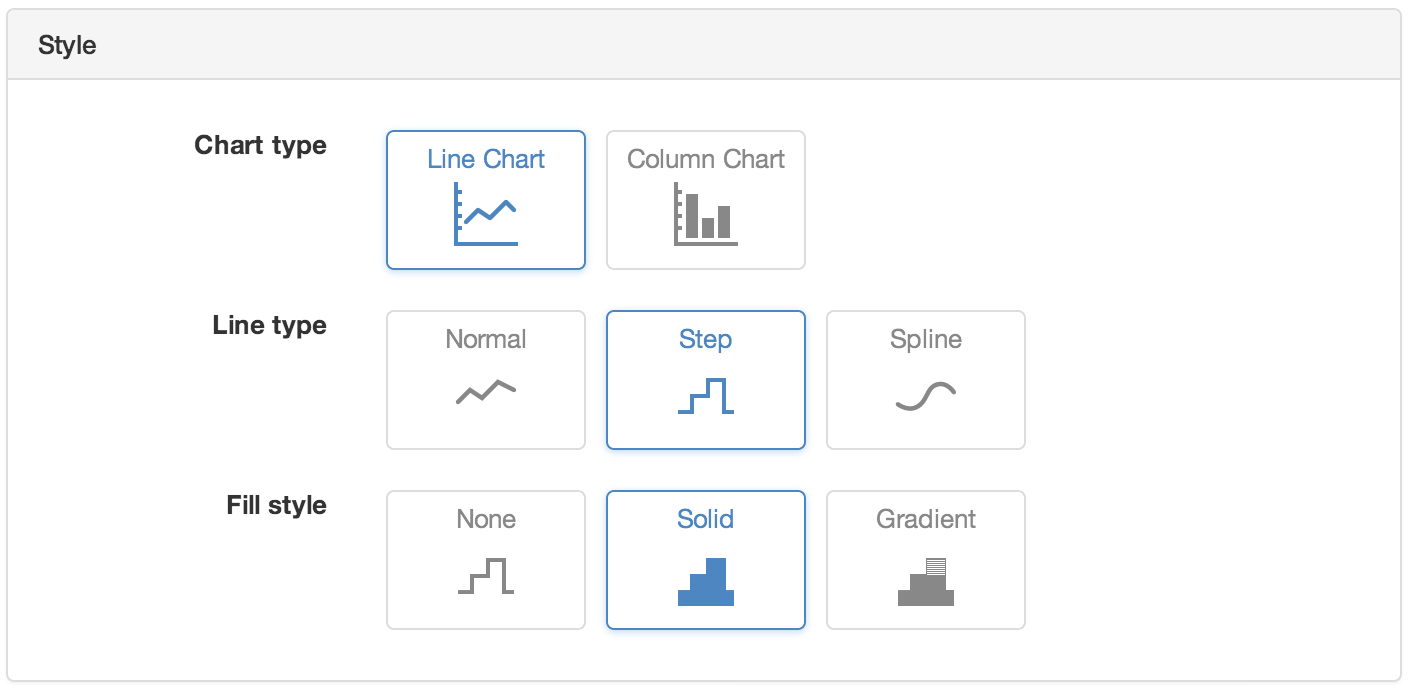 Style
Chart type
Line Chart
Column Chart
Line type
Normal
Step
Spline
Fill style
None
Solid
Gradient